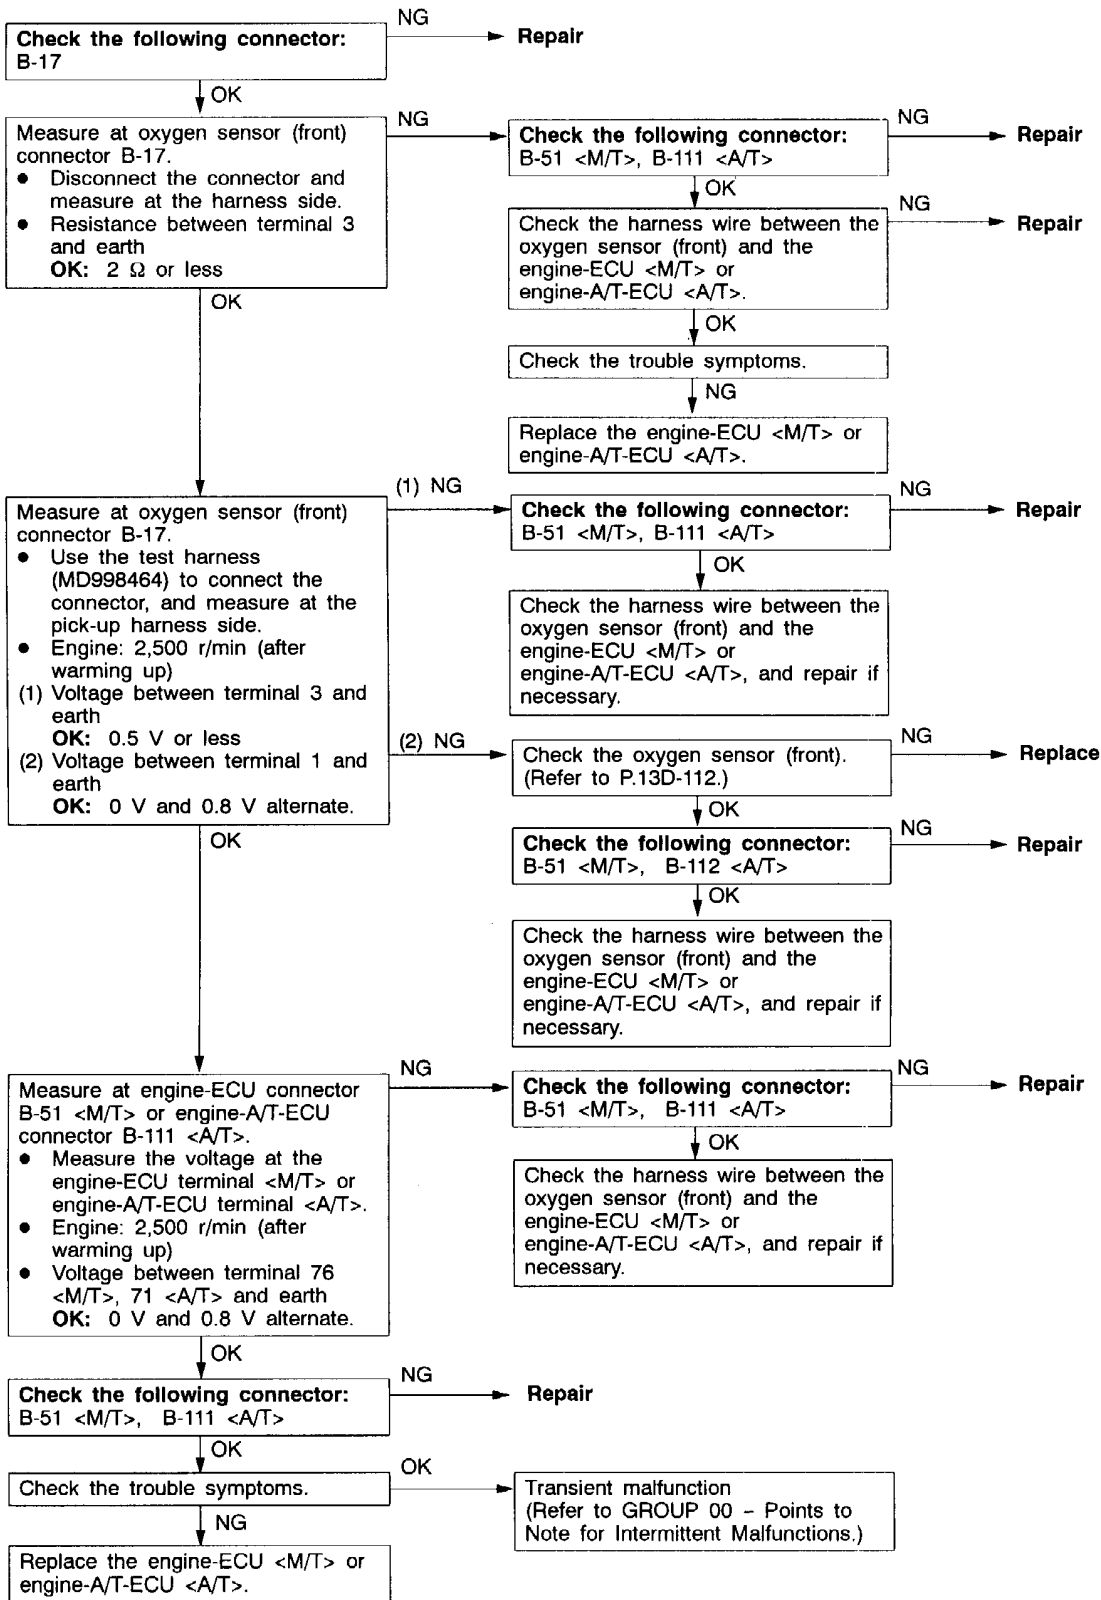 Check the following connector:
B-17
NG
Repair
OK
Measure at oxygen sensor (front)
connector B-17.
● Disconnect the connector and
measure at the harness side.
● Resistance between terminal 3
and earth
OK: 2 Ω or less
NG
Check the following connector:
B-51 <M/T>, B-111 <A/T>
NG
Repair
OK
Check the harness wire between the
oxygen sensor (front) and the
engine-ECU <M/T> or
engine-A/T-ECU <A/T>.
NG
Repair
OK
Check the trouble symptoms.
NG
Replace the engine-ECU <M/T> or
engine-A/T-ECU <A/T>.
OK
Measure at oxygen sensor (front)
connector B-17.
● Use the test harness
(MD998464) to connect the
connector, and measure at the
pick-up harness side.
● Engine: 2,500 r/min (after
warming up)
(1) Voltage between terminal 3 and
earth
OK: 0.5 V or less
(2) Voltage between terminal 1 and
earth
OK: 0 V and 0.8 V alternate.
(1) NG
Check the following connector:
B-51 <M/T>, B-111 <A/T>
NG
Repair
OK
Check the harness wire between the
oxygen sensor (front) and the
engine-ECU <M/T> or
engine-A/T-ECU <A/T>, and repair if
necessary.
(2) NG
Check the oxygen sensor (front).
(Refer to P.13D-112.)
NG
Replace
OK
Check the following connector:
B-51 <M/T>, B-112 <A/T>
NG
Repair
OK
Check the harness wire between the
oxygen sensor (front) and the
engine-ECU <M/T> or
engine-A/T-ECU <A/T>, and repair if
necessary.
OK
Measure at engine-ECU connector
B-51 <M/T> or engine-A/T-ECU
connector B-111 <A/T>.
● Measure the voltage at the
engine-ECU terminal <M/T> or
engine-A/T-ECU terminal <A/T>.
● Engine: 2,500 r/min (after
warming up)
● Voltage between terminal 76
<M/T>, 71 <A/T> and earth
OK: 0 V and 0.8 V alternate.
NG
Check the following connector:
B-51 <M/T>, B-111 <A/T>
NG
Repair
OK
Check the harness wire between the
oxygen sensor (front) and the
engine-ECU <M/T> or
engine-A/T-ECU <A/T>, and repair if
necessary.
OK
Check the following connector:
B-51 <M/T>, B-111 <A/T>
NG
Repair
OK
Check the trouble symptoms.
OK
Transient malfunction
(Refer to GROUP 00 – Points to
Note for Intermittent Malfunctions.)
NG
Replace the engine-ECU <M/T> or
engine-A/T-ECU <A/T>.